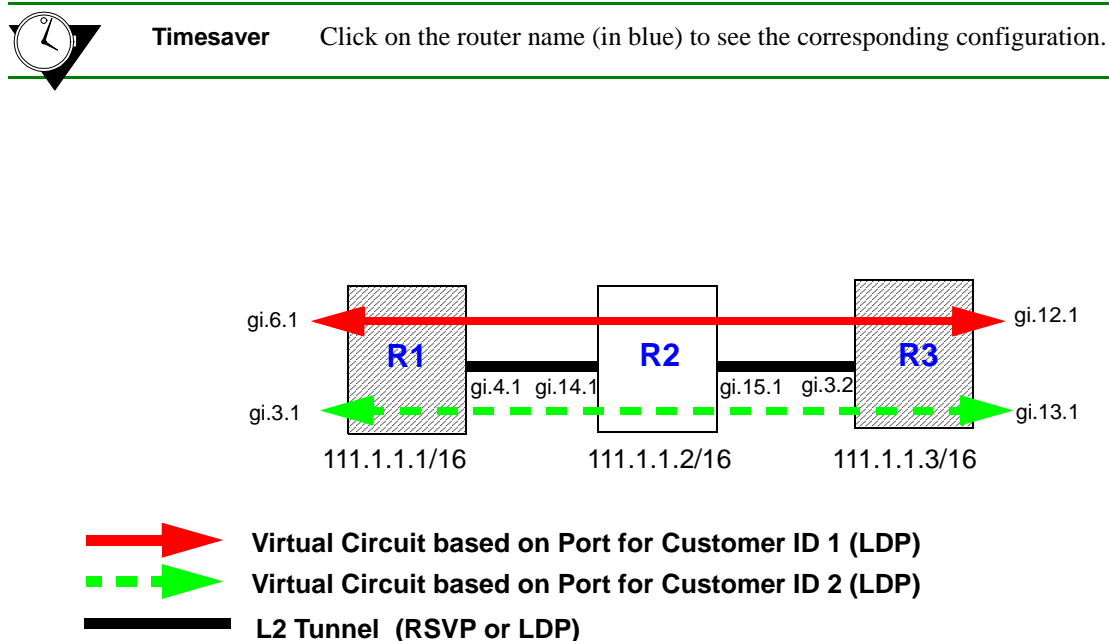 Timesaver Click on the router name (in blue) to see the corresponding configuration.
gi.6.1 gi.12.1
R1 R2 R3
gi.4.1 gi.14.1 gi.15.1 gi.3.2
gi.3.1 gi.13.1
111.1.1.1/16 111.1.1.2/16 111.1.1.3/16
Virtual Circuit based on Port for Customer ID 1 (LDP)
Virtual Circuit based on Port for Customer ID 2 (LDP)
L2 Tunnel (RSVP or LDP)